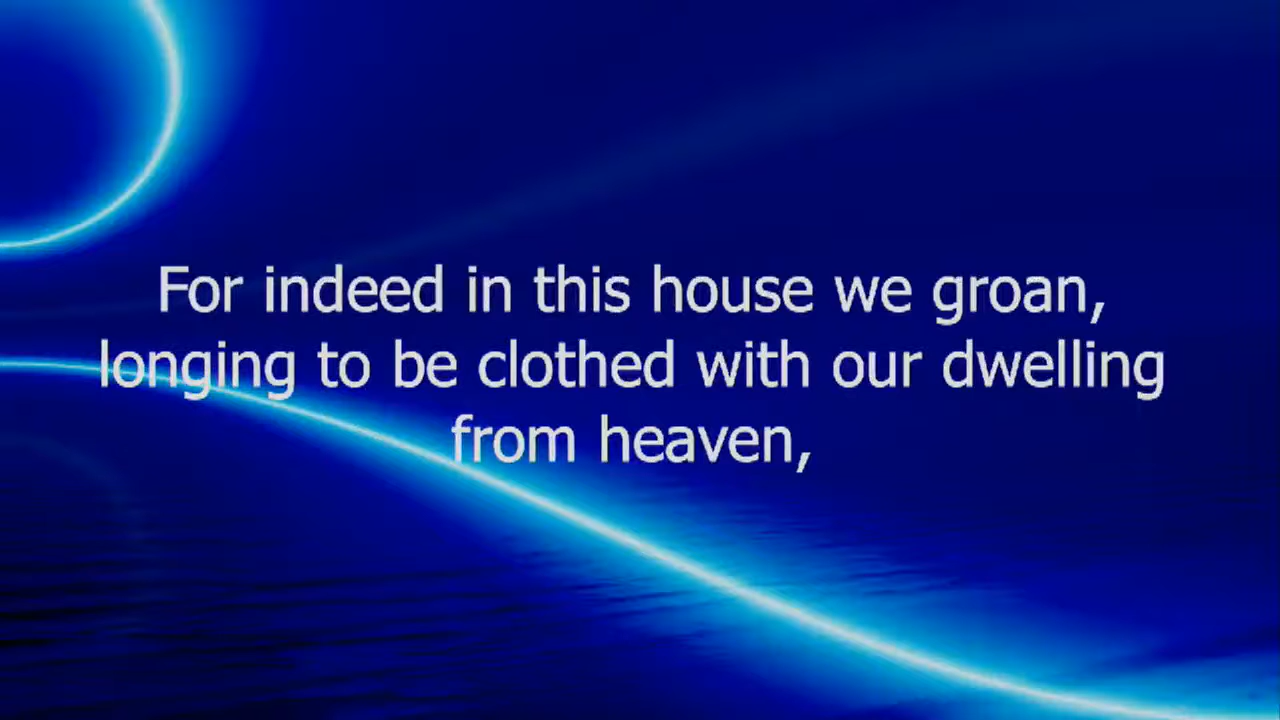 For indeed in this house we groan,
longing to be clothed with our dwelling
from heaven,